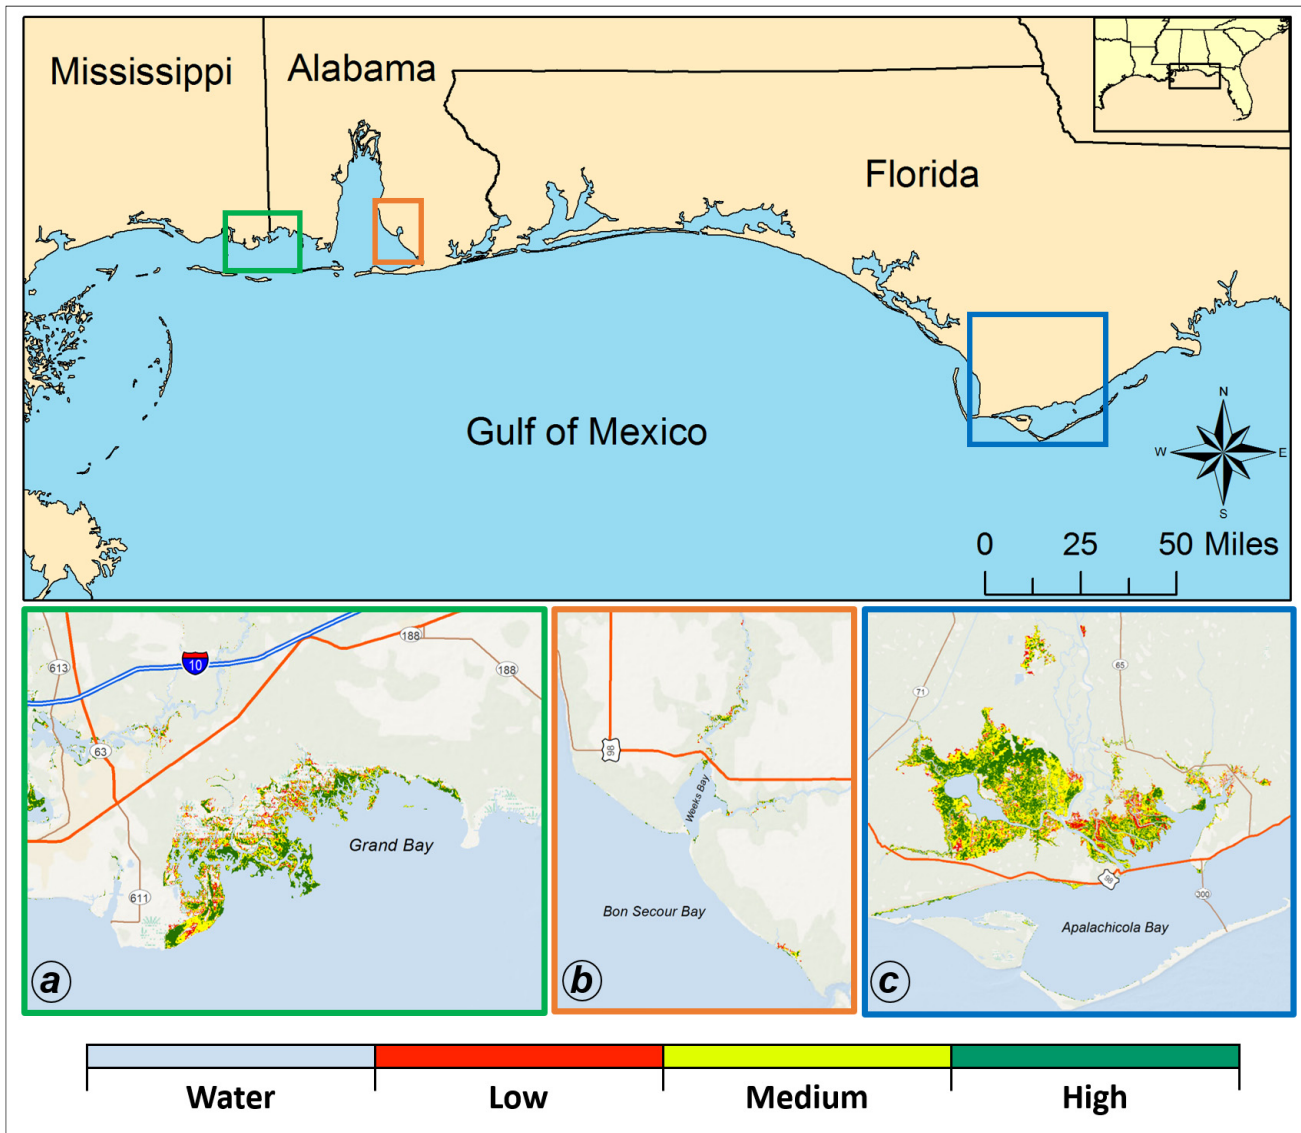 Mississippi
Alabama
Florida
Gulf of Mexico
N
W
E
S
0 25 50 Miles
613
10
188
188
63
611
Grand Bay
a
98
Weeks Bay
Bon Secour Bay
b
71
65
98
300
Apalachicola Bay
c
Water
Low
Medium
High